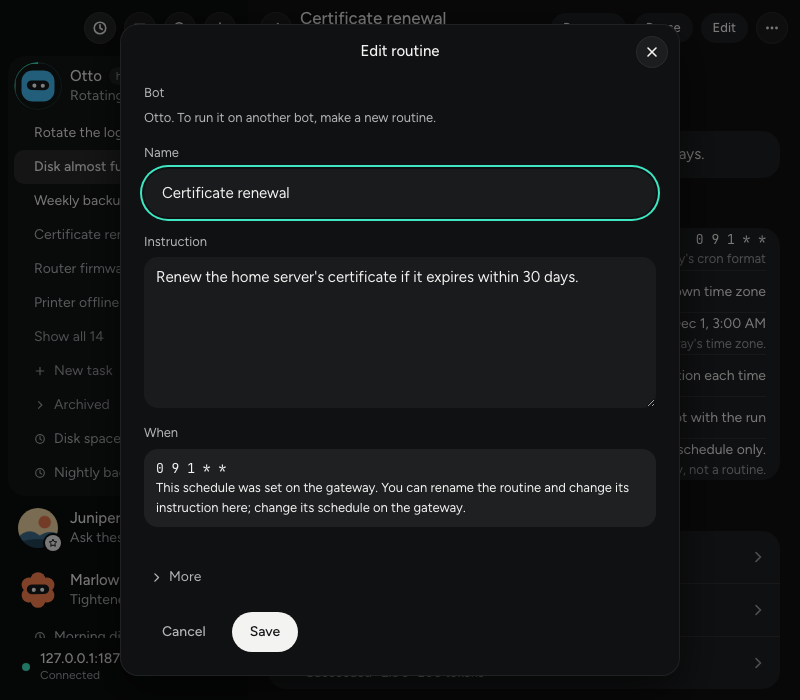 Certificate renewal
Edit
Edit routine
Otto
Rotating
Rotate the log
Disk almost fu
Weekly backu
Certificate ren
Router firmwa
Printer offline
Show all 14
New task
Archived
Disk space
Nightly ba
Juniper
Ask thes
Marlow
Tightene
Morning di
127.0.0.1:187
Connected
Bot
Otto. To run it on another bot, make a new routine.
Name
Certificate renewal
Instruction
Renew the home server's certificate if it expires within 30 days.
When
0 9 1 * *
This schedule was set on the gateway. You can rename the routine and change its
instruction here; change its schedule on the gateway.
More
Cancel
Save
ays.
0 9 1 * *
y's cron format
own time zone
ec 1, 3:00 AM
ay's time zone.
ion each time
t with the run
schedule only.
, not a routine.